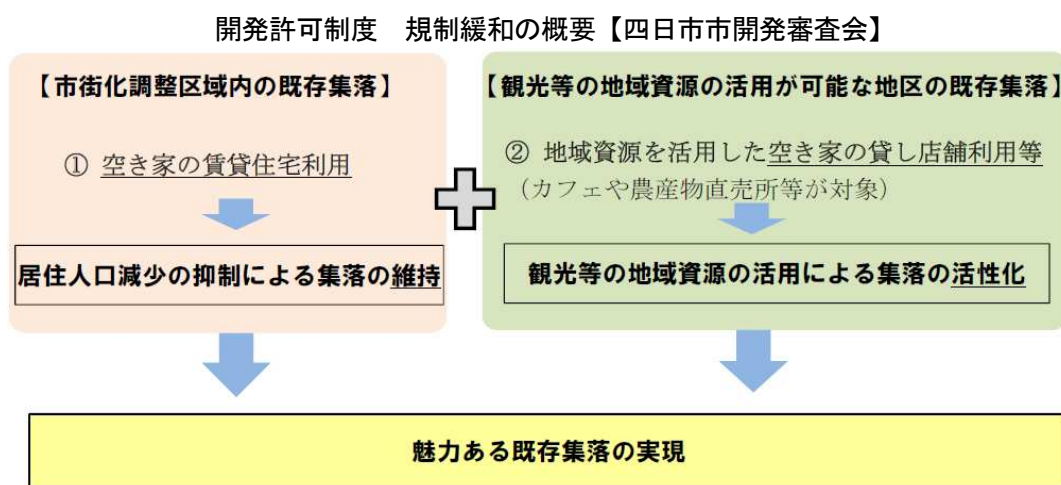 開発許可制度　規制緩和の概要【四日市市開発審査会】
【市街化調整区域内の既存集落】
① 空き家の賃貸住宅利用
居住人口減少の抑制による集落の維持
【観光等の地域資源の活用が可能な地区の既存集落】
② 地域資源を活用した空き家の貸し店舗利用等
（カフェや農産物直売所等が対象）
観光等の地域資源の活用による集落の活性化
魅力ある既存集落の実現